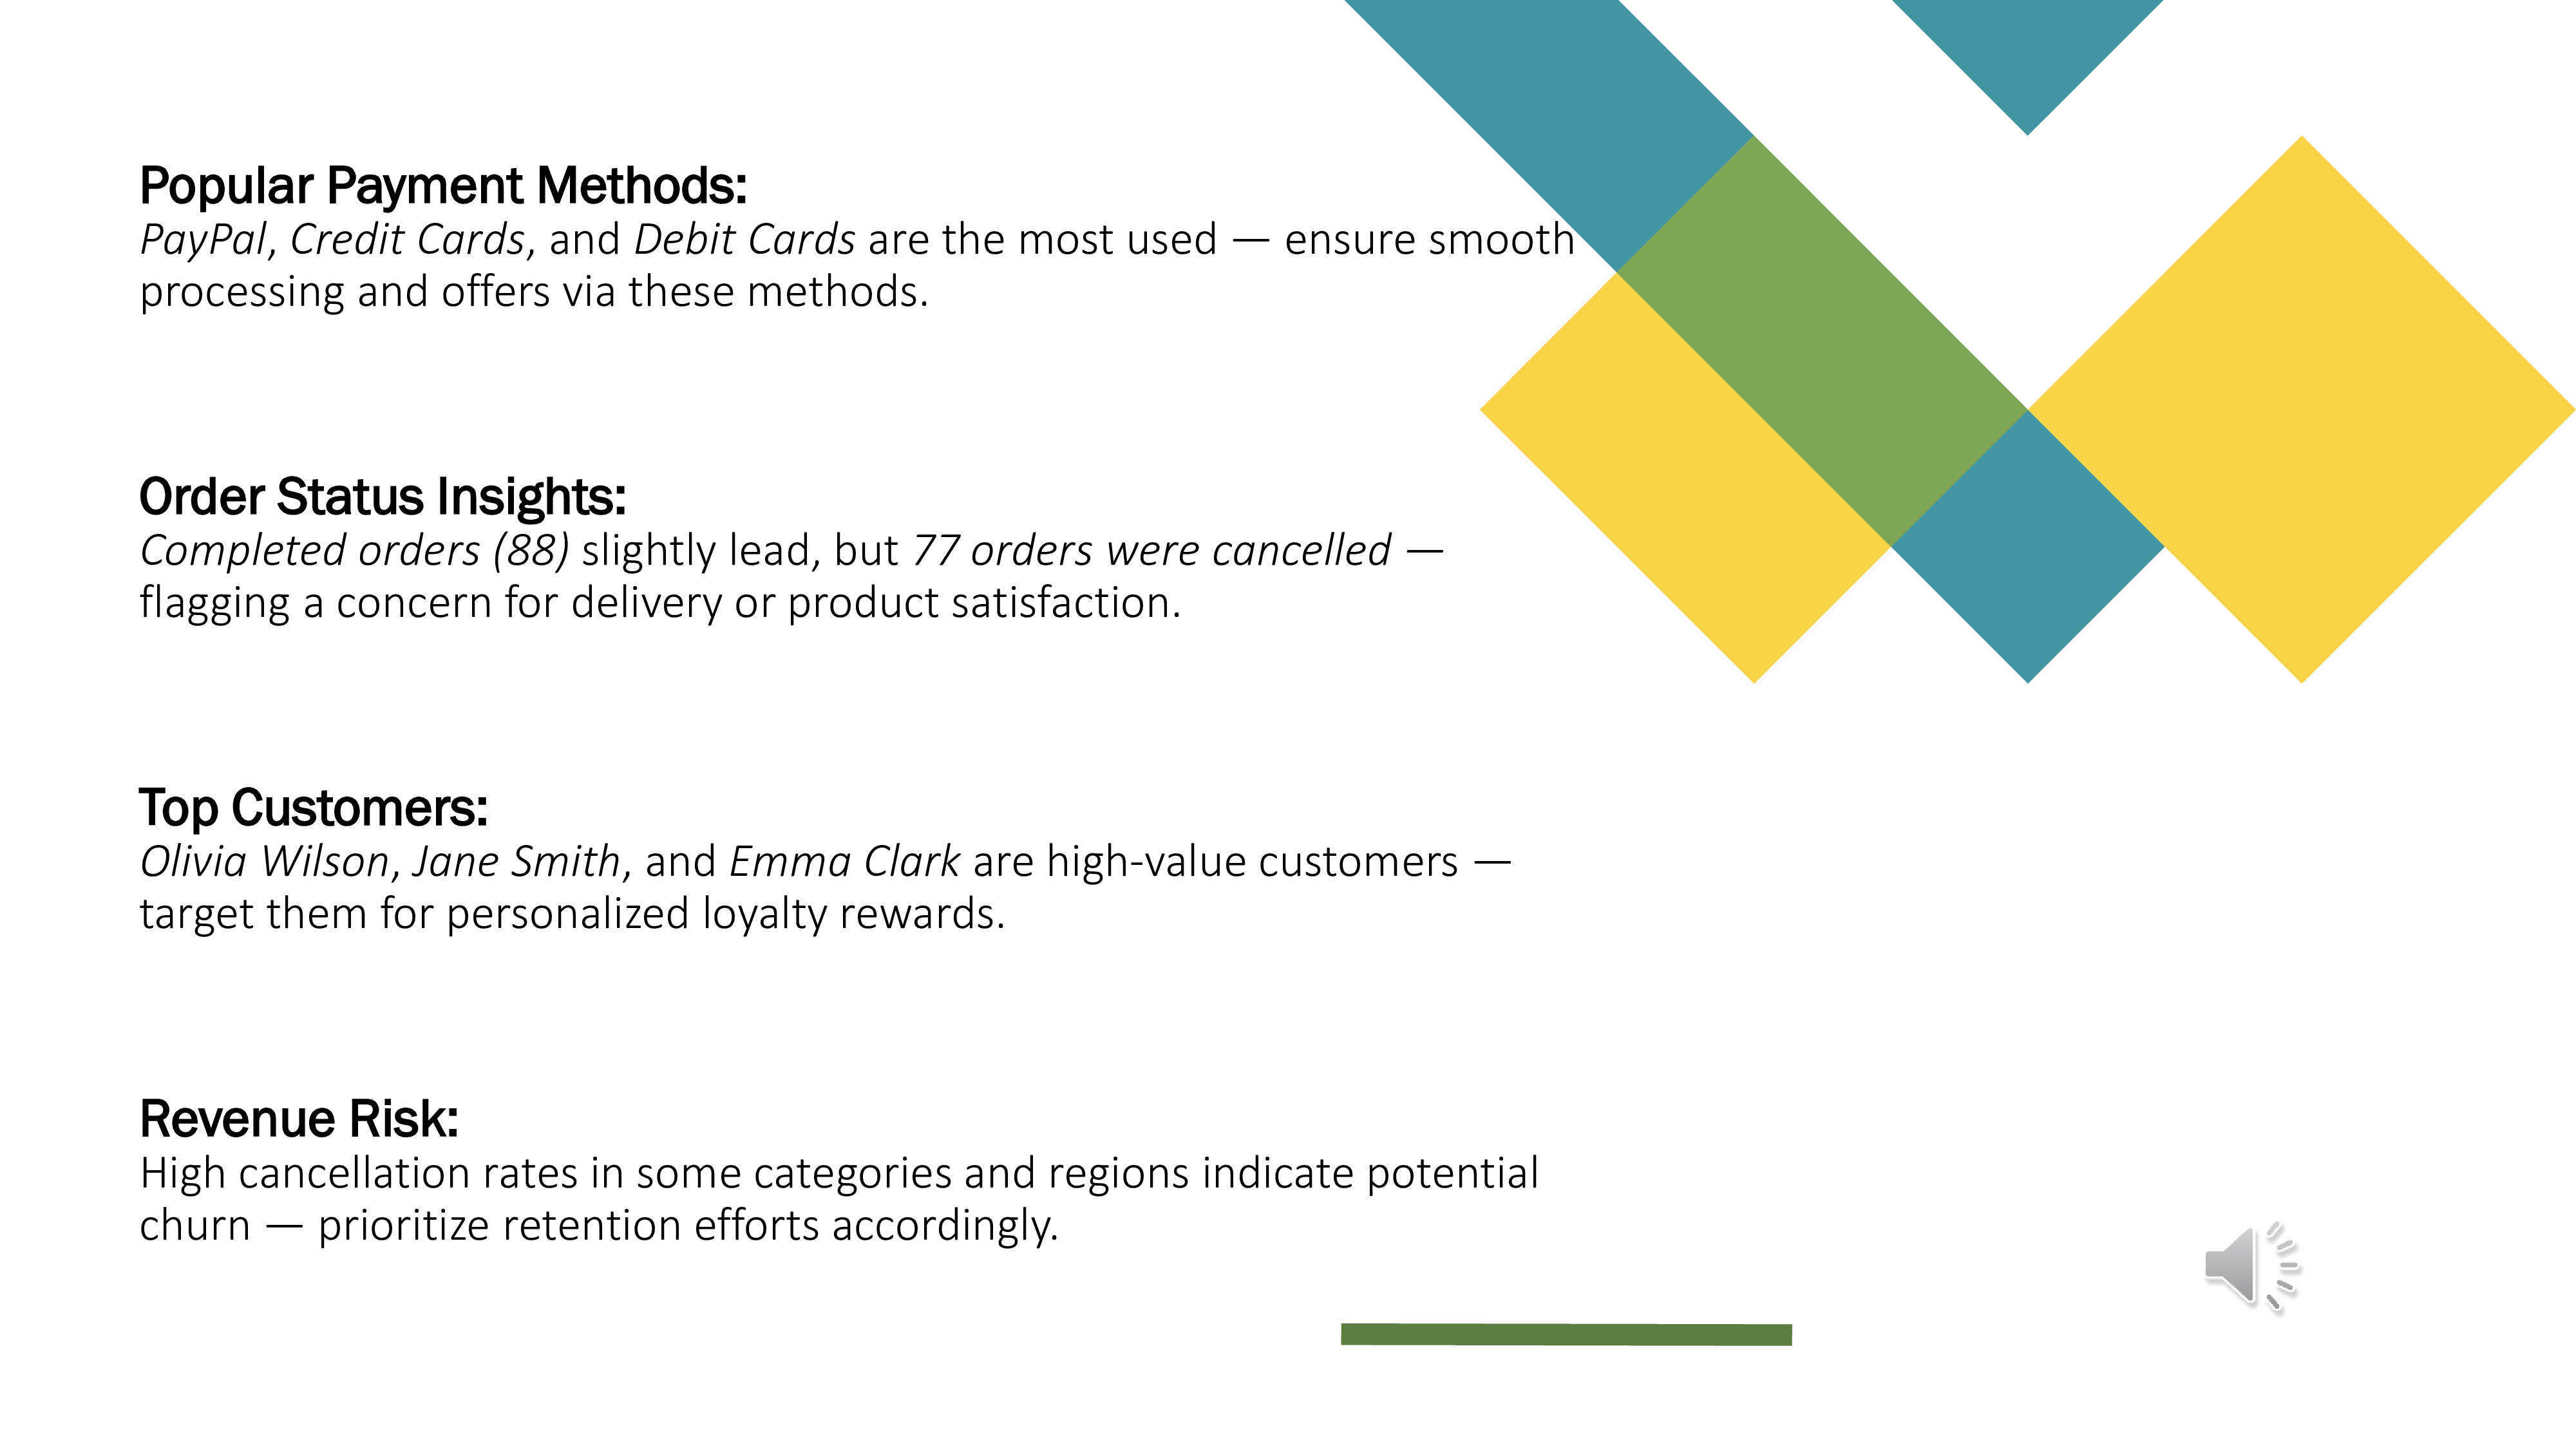 Popular Payment Methods:
PayPal, Credit Cards, and Debit Cards are the most used — ensure smooth
processing and offers via these methods.
Order Status Insights:
Completed orders (88) slightly lead, but 77 orders were cancelled —
flagging a concern for delivery or product satisfaction.
Top Customers:
Olivia Wilson, Jane Smith, and Emma Clark are high-value customers —
target them for personalized loyalty rewards.
Revenue Risk:
High cancellation rates in some categories and regions indicate potential
churn — prioritize retention efforts accordingly.